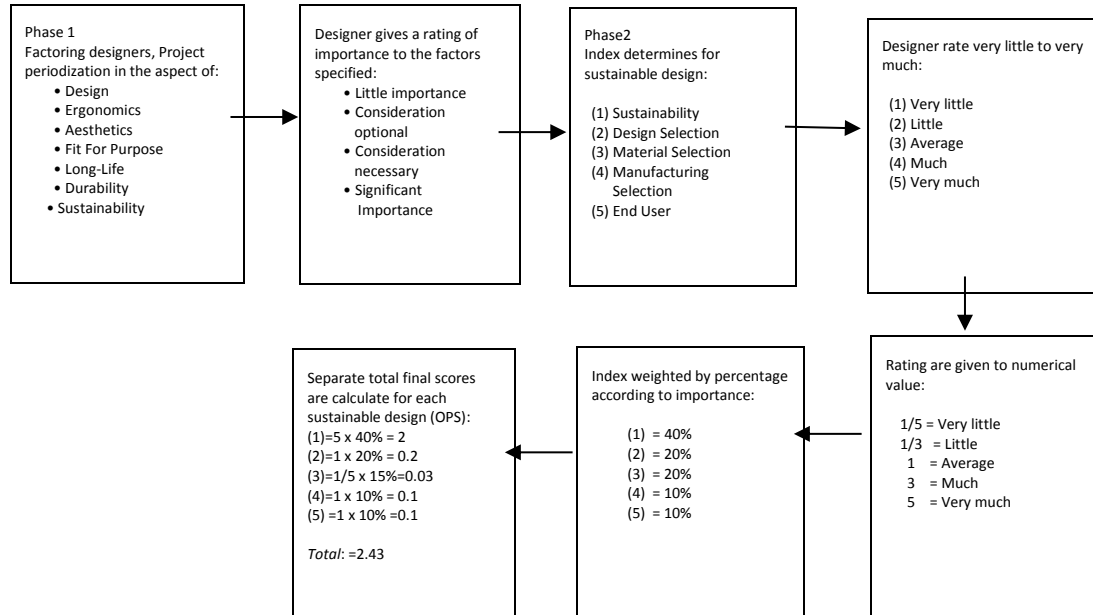 Phase 1
Factoring designers, Project
periodization in the aspect of:
• Design
• Ergonomics
• Aesthetics
• Fit For Purpose
• Long-Life
• Durability
• Sustainability
Designer gives a rating of
importance to the factors
specified:
• Little importance
• Consideration
optional
• Consideration
necessary
• Significant
Importance
Phase2
Index determines for
sustainable design:
(1) Sustainability
(2) Design Selection
(3) Material Selection
(4) Manufacturing
Selection
(5) End User
Designer rate very little to very
much:
(1) Very little
(2) Little
(3) Average
(4) Much
(5) Very much
Rating are given to numerical
value:
1/5 = Very little
1/3 = Little
1 = Average
3 = Much
5 = Very much
Index weighted by percentage
according to importance:
(1) = 40%
(2) = 20%
(3) = 20%
(4) = 10%
(5) = 10%
Separate total final scores
are calculate for each
sustainable design (OPS):
(1)=5 x 40% = 2
(2)=1 x 20% = 0.2
(3)=1/5 x 15%=0.03
(4)=1 x 10% = 0.1
(5) =1 x 10% =0.1
Total: =2.43